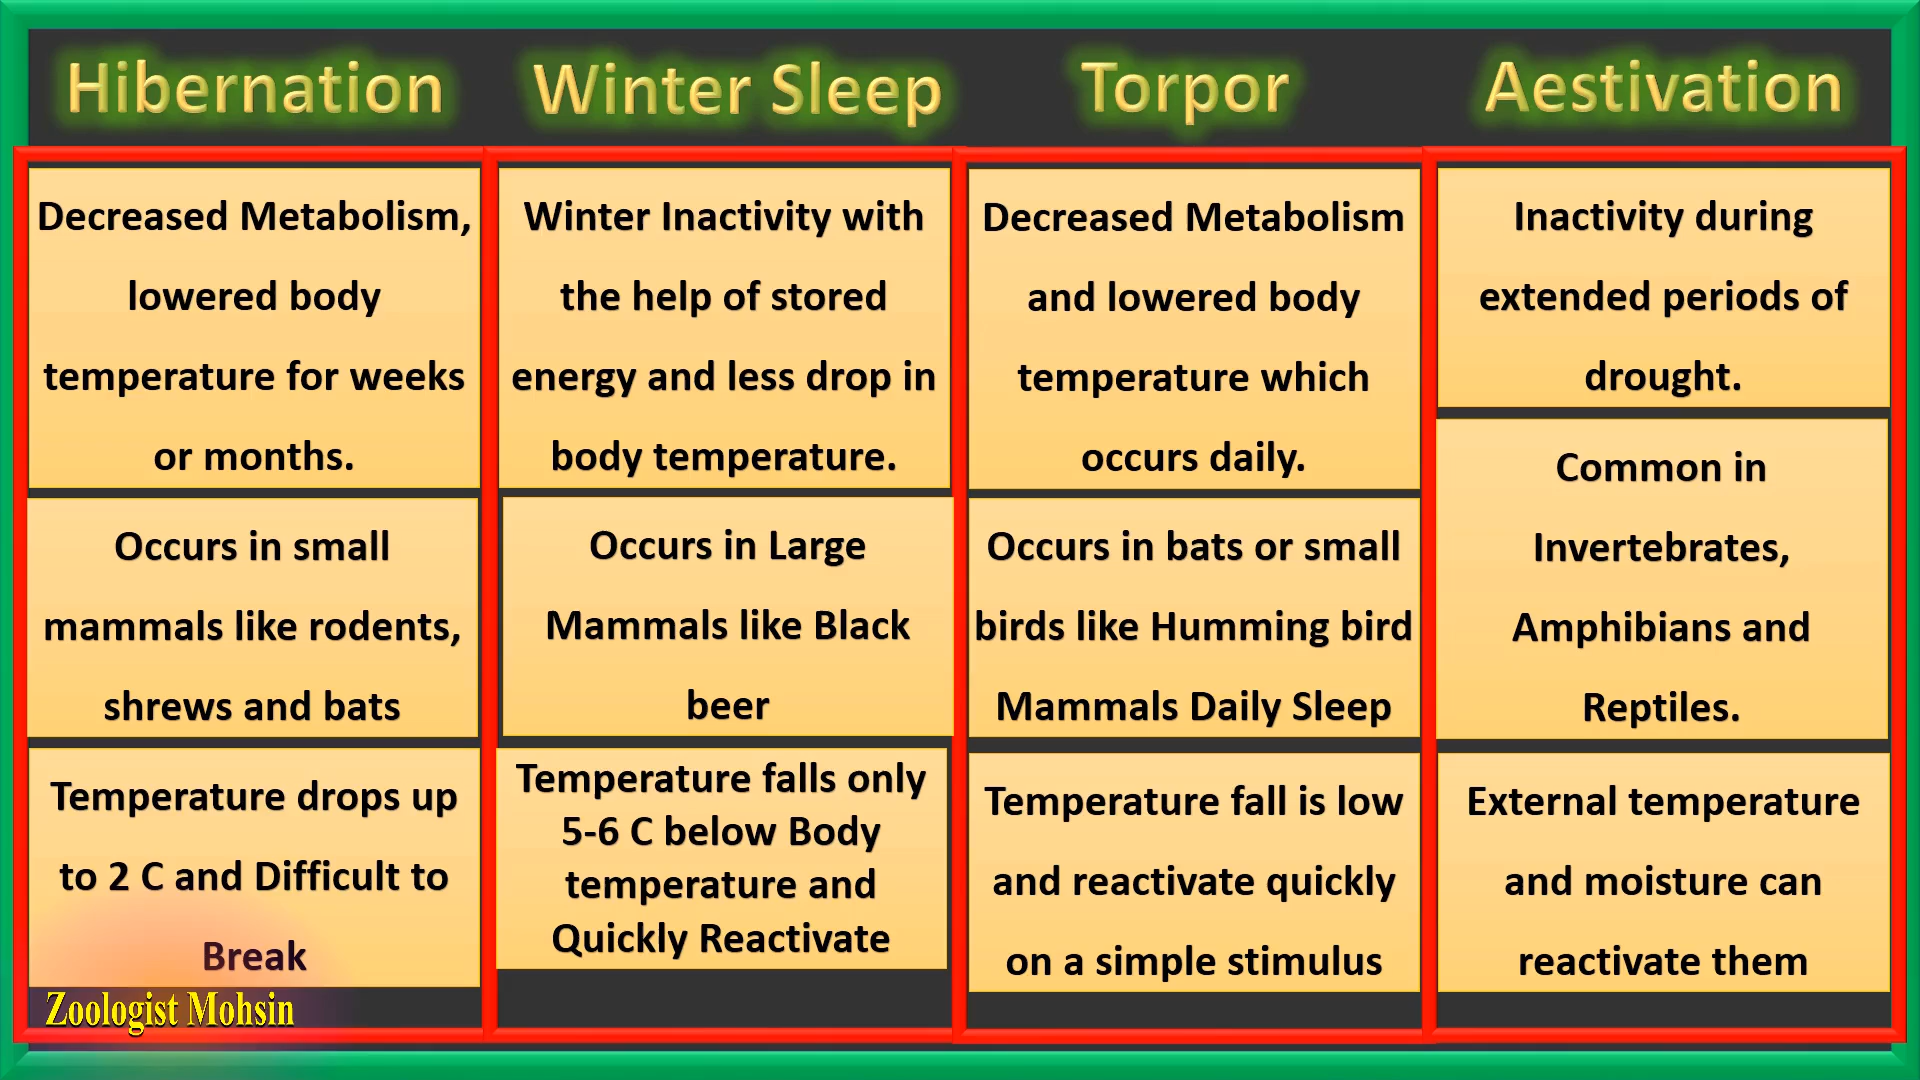 Hibernation
Winter Sleep
Torpor
Aestivation
Decreased Metabolism,
lowered body
temperature for weeks
or months.
Occurs in small
mammals like rodents,
shrews and bats
Temperature drops up
to 2 C and Difficult to
Break
Winter Inactivity with
the help of stored
energy and less drop in
body temperature.
Occurs in Large
Mammals like Black
beer
Temperature falls only
5-6 C below Body
temperature and
Quickly Reactivate
Decreased Metabolism
and lowered body
temperature which
occurs daily.
Occurs in bats or small
birds like Humming bird
Mammals Daily Sleep
Temperature fall is low
and reactivate quickly
on a simple stimulus
Inactivity during
extended periods of
drought.
Common in
Invertebrates,
Amphibians and
Reptiles.
External temperature
and moisture can
reactivate them
Zoologist Mohsin